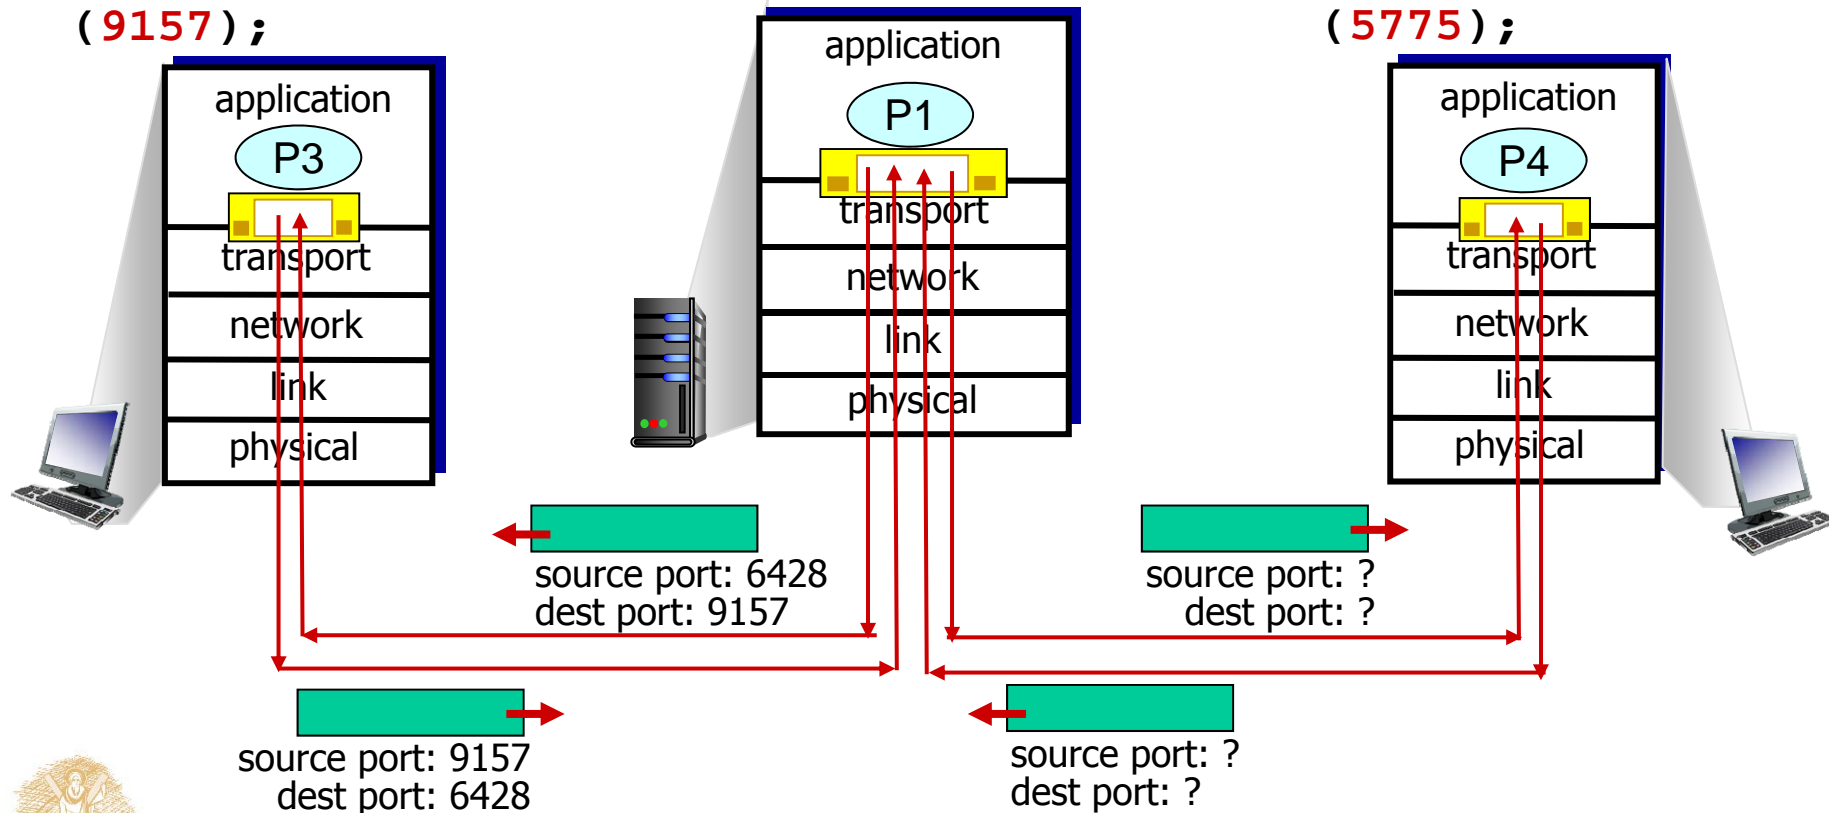 (9157);
(5775);
application
P3
transport
network
link
physical
application
P1
transport
network
link
physical
application
P4
transport
network
link
physical
source port: 6428
dest port: 9157
source port: ?
dest port: ?
source port: 9157
dest port: 6428
source port: ?
dest port: ?